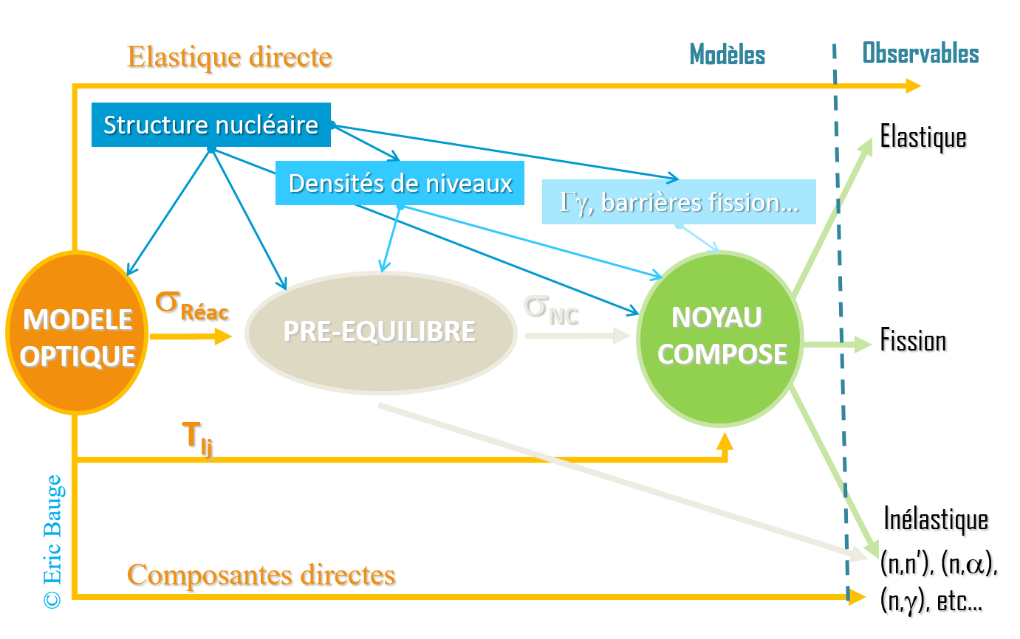 Elastique directe
Modèles
Observables
Structure nucléaire
Elastique
Densités de niveaux
Γγ, barrières fission...
MODELE
OPTIQUE
σRéac
PRE-EQUILIBRE
σNC
NOYAU
COMPOSE
Fission
Tlj
© Eric Bauge
Inélastique
(n,n’), (n,α),
(n,γ), etc...
Composantes directes